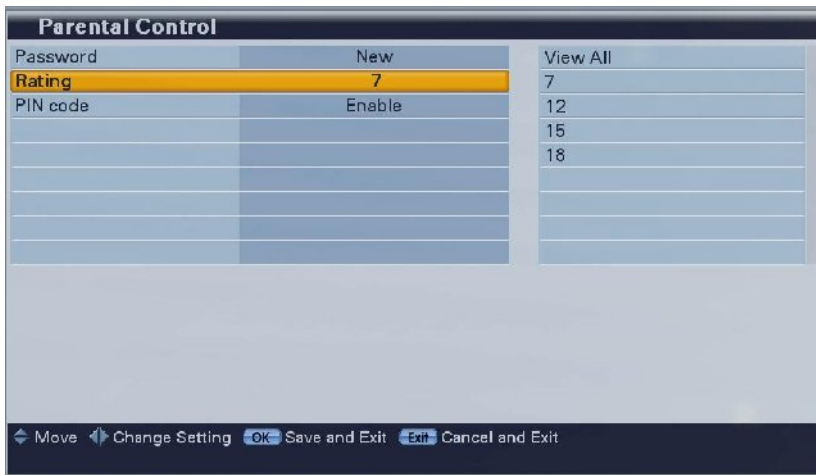 Parental Control
Password New View All
Rating 7 7
PIN code Enable 12
15
18
Move Change Setting OK Save and Exit Exit Cancel and Exit